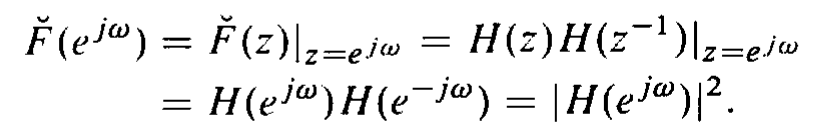 F̆(e^{jω}) = F̆(z)|_{z=e^{jω}} = H(z)H(z^{-1})|_{z=e^{jω}}
= H(e^{jω})H(e^{-jω}) = |H(e^{jω})|^2.